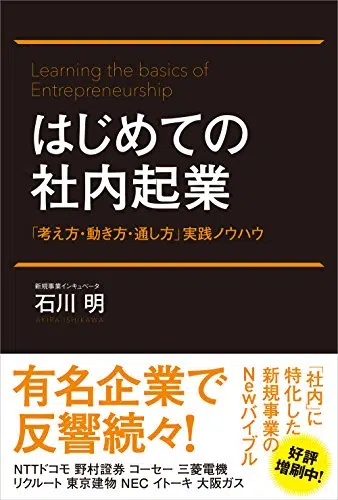 Learning the basics of
Entrepreneurship
はじめての
社内起業
「考え方・動き方・通し方」実践ノウハウ
新規事業インキュベータ
石川 明
AKIRA ISHIKAWA
「社内」に
特化した
新規事業の
Newバイブル
有名企業で
反響続々!
好評
増刷中!
NTTドコモ 野村證券 コーセー 三菱電機
リクルート 東京建物 NEC イトーキ 大阪ガス